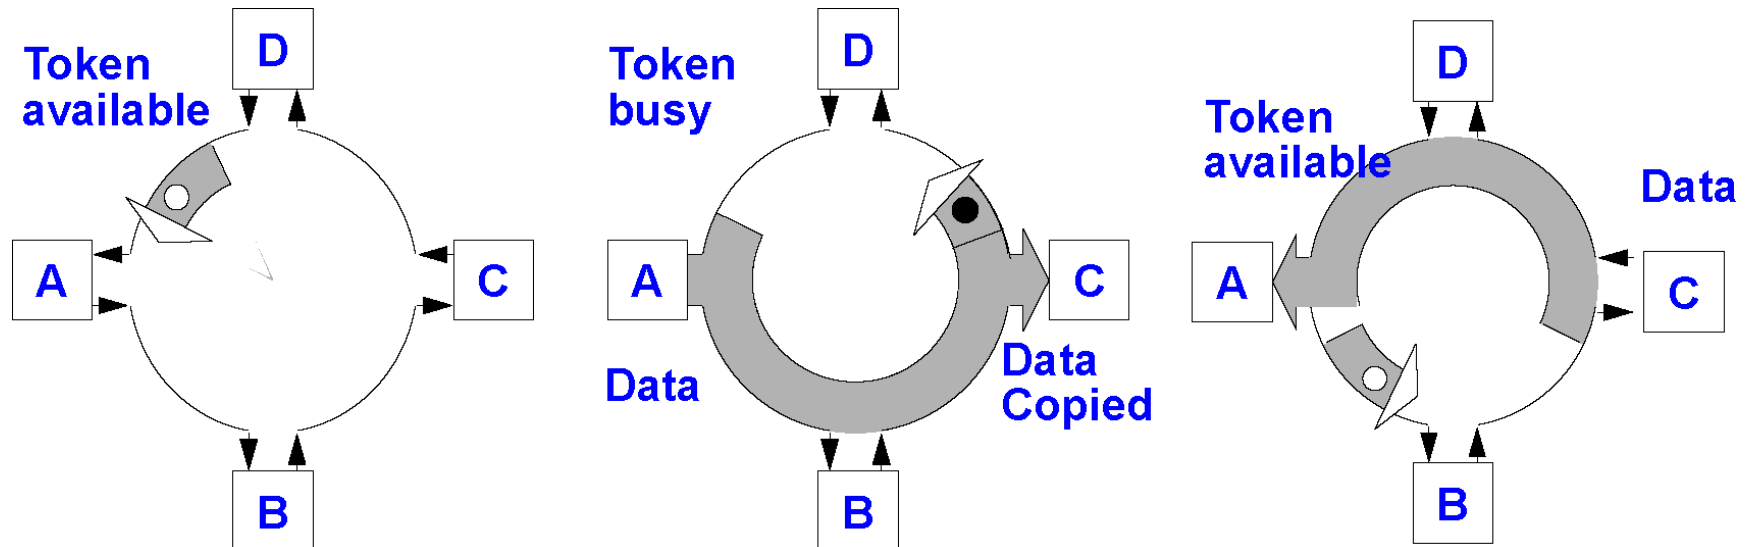 D
Token
available
A
C
B
D
Token
busy
A
C
Data
Data
Copied
B
D
Token
available
Data
A
C
B